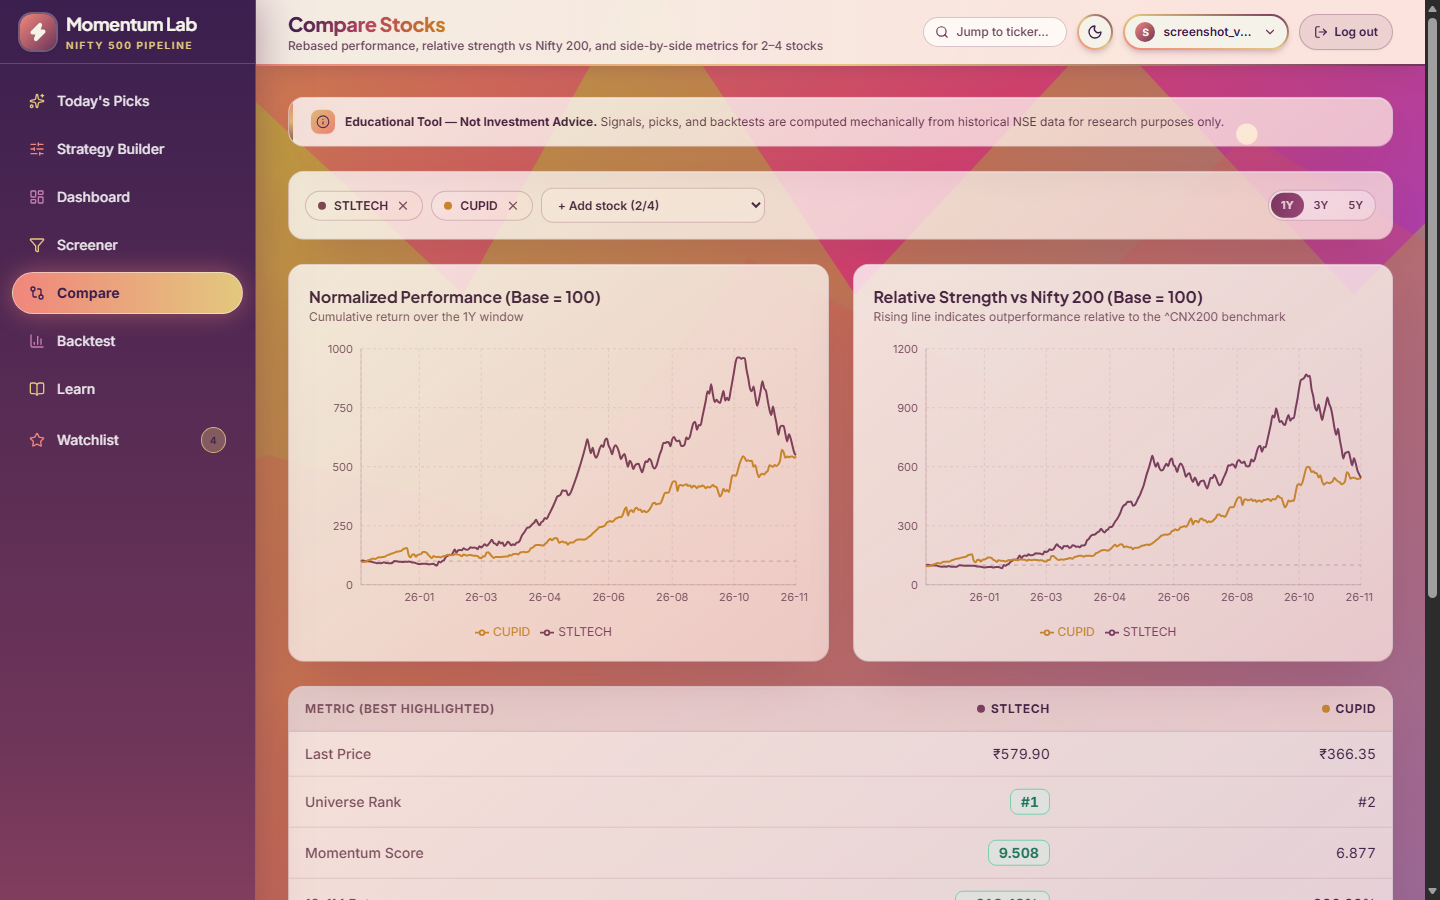 Momentum Lab
NIFTY 500 PIPELINE
Today's Picks
Strategy Builder
Dashboard
Screener
Compare
Backtest
Learn
Watchlist
4
Compare Stocks
Rebased performance, relative strength vs Nifty 200, and side-by-side metrics for 2–4 stocks
Jump to ticker...
S
screenshot_v...
Log out
Educational Tool — Not Investment Advice. Signals, picks, and backtests are computed mechanically from historical NSE data for research purposes only.
STLTECH
CUPID
+ Add stock (2/4)
1Y 3Y 5Y
Normalized Performance (Base = 100)
Cumulative return over the 1Y window
1000
750
500
250
0
26-01 26-03 26-04 26-06 26-08 26-10 26-11
CUPID STLTECH
Relative Strength vs Nifty 200 (Base = 100)
Rising line indicates outperformance relative to the ^CNX200 benchmark
1200
900
600
300
0
26-01 26-03 26-04 26-06 26-08 26-10 26-11
CUPID STLTECH
METRIC (BEST HIGHLIGHTED) STLTECH CUPID
Last Price ₹579.90 ₹366.35
Universe Rank #1 #2
Momentum Score 9.508 6.877